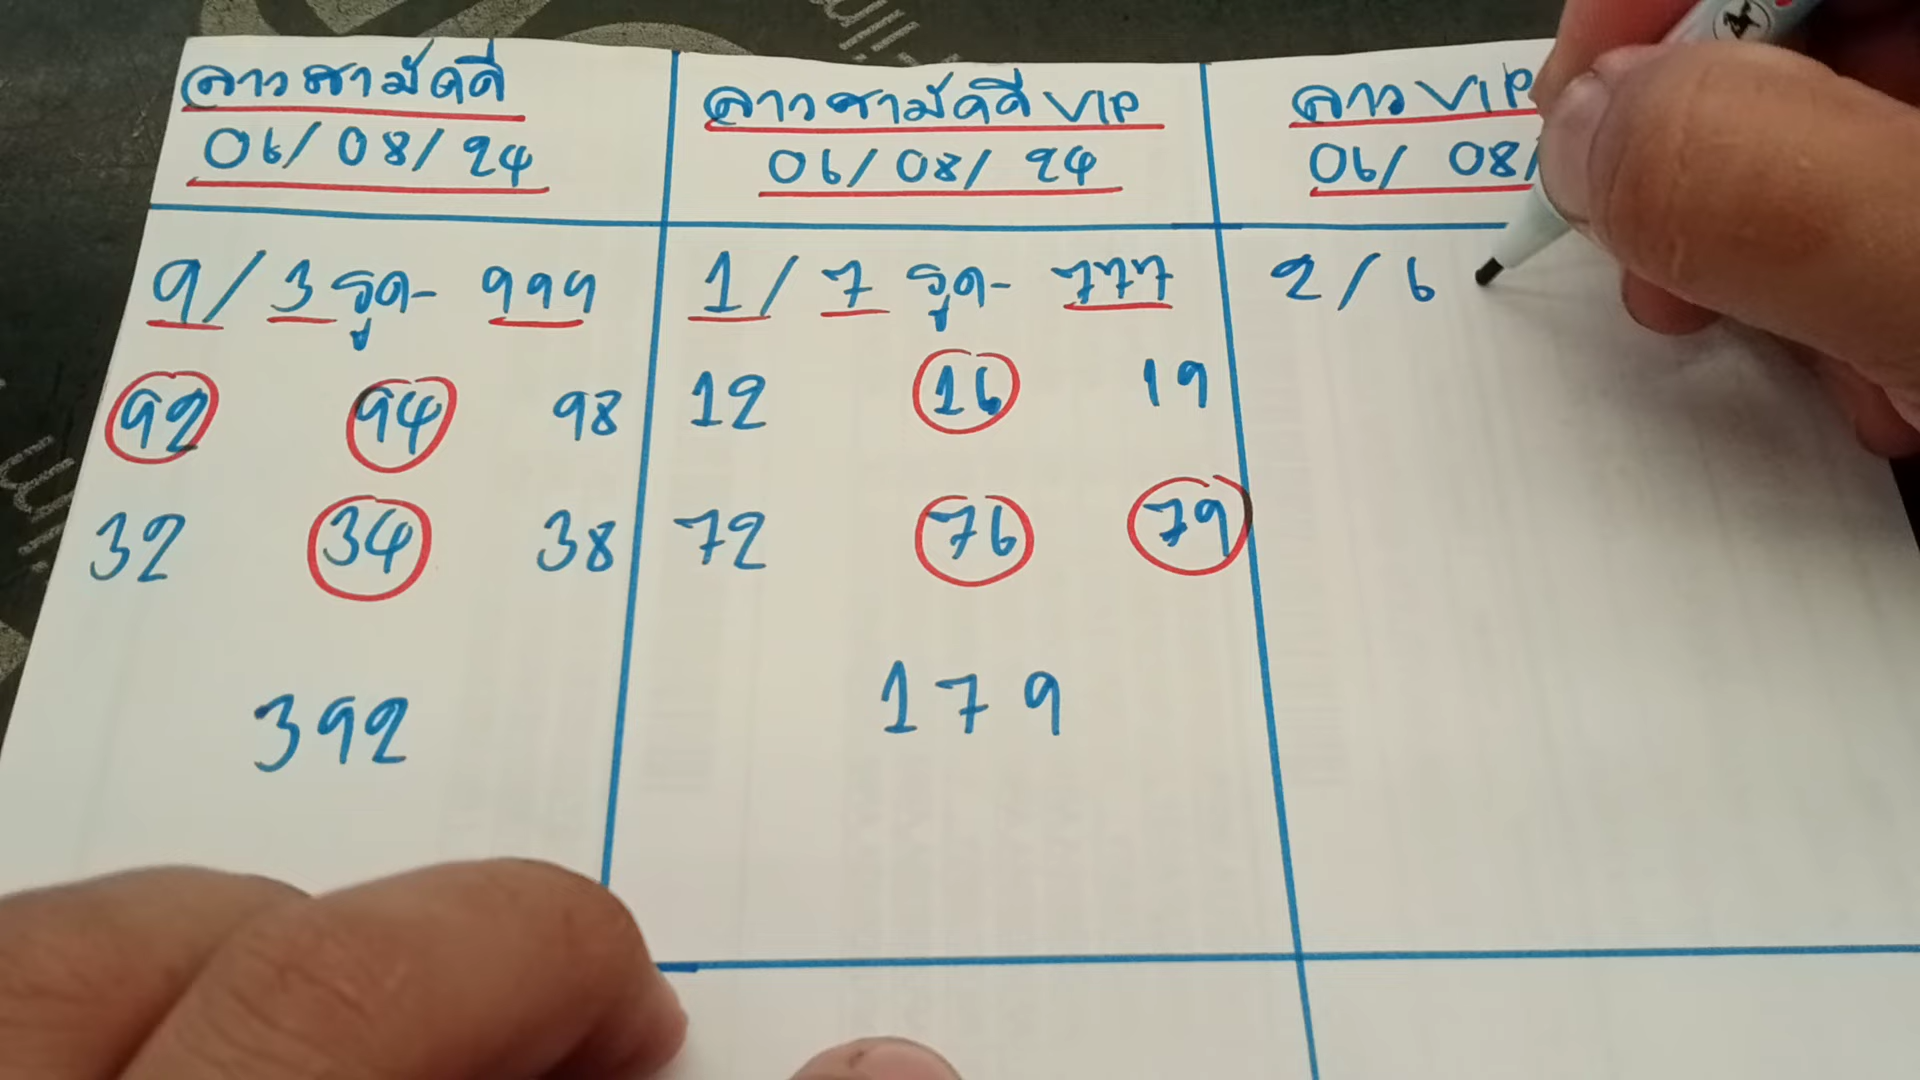 ลาวสามัคคี
06/08/24
9/3 รูด- 999
92 94 98
32 34 38
392
ลาวสามัคคี VIP
06/08/24
1/7 รูด- 777
12 16 19
72 76 79
179
ลาว VIP
06/ 08/
2/6